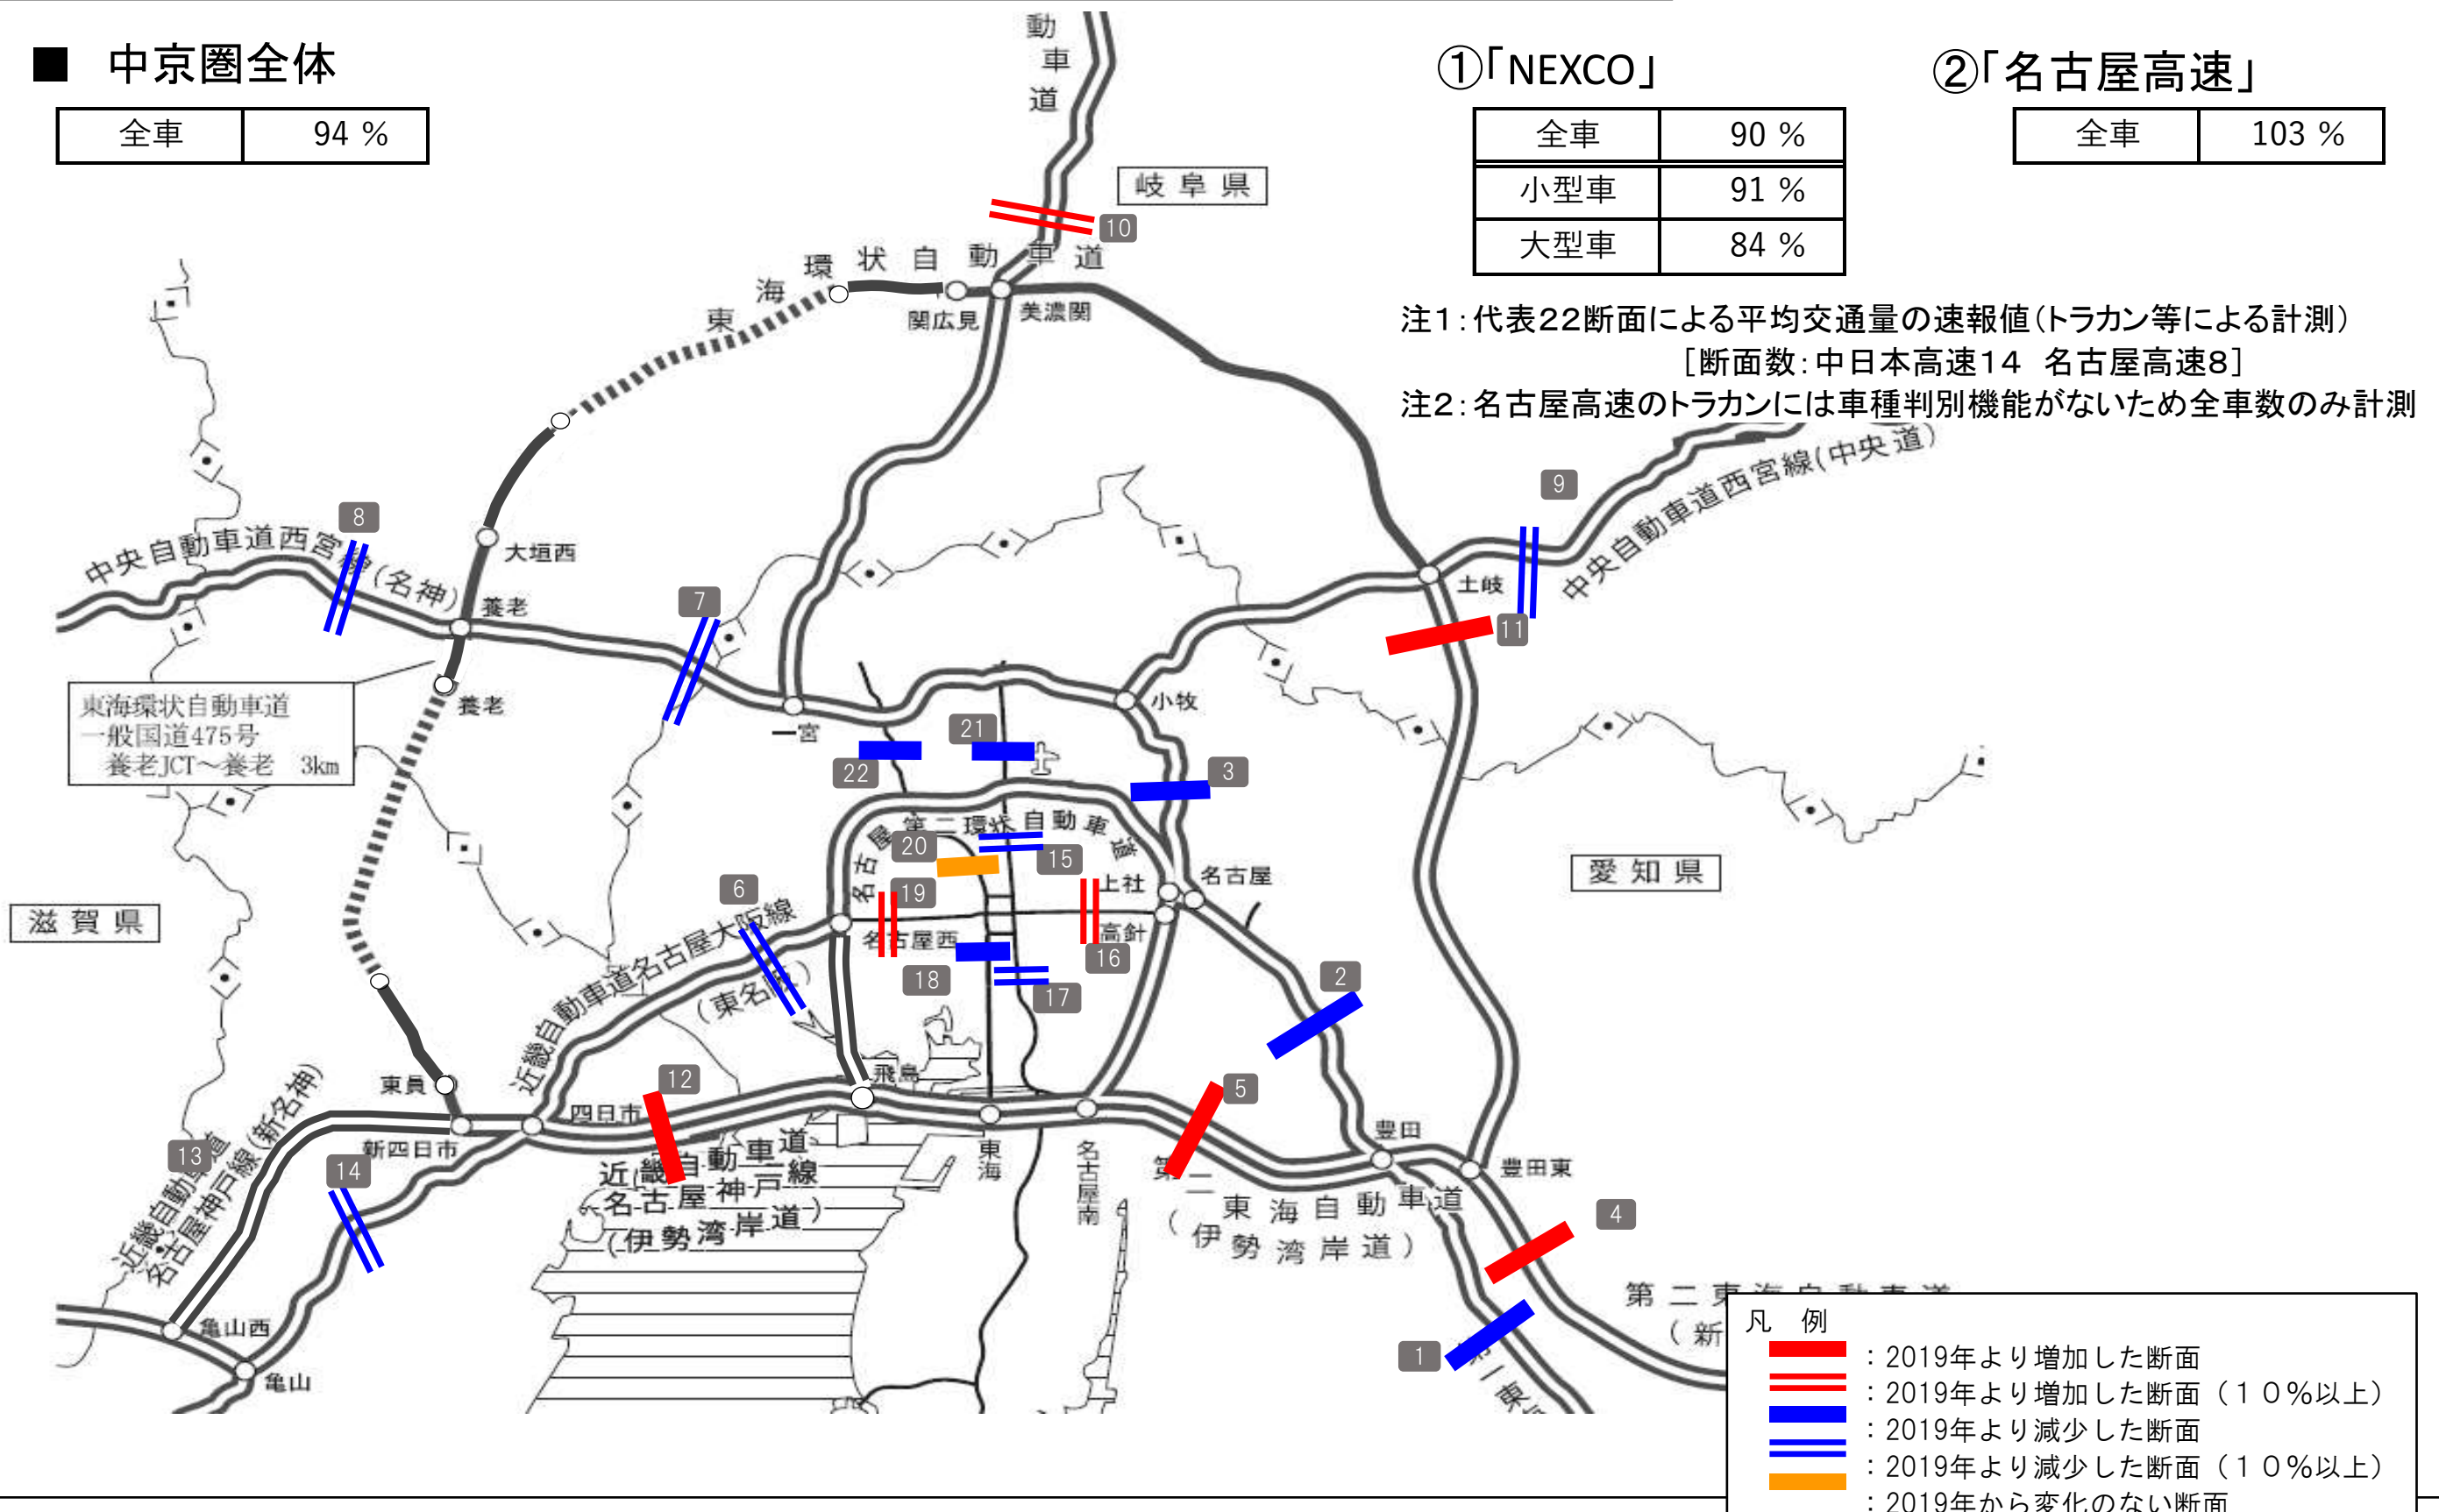 ■ 中京圏全体
全車 94 %
①「NEXCO」
全車 90 %
小型車 91 %
大型車 84 %
②「名古屋高速」
全車 103 %
注1：代表22断面による平均交通量の速報値（トラカン等による計測）
［断面数：中日本高速14　名古屋高速8］
注2：名古屋高速のトラカンには車種判別機能がないため全車数のみ計測
動車道
岐阜県
10
東海環状自動車道
関広見
美濃関
9
中央自動車道西宮線(中央道)
8
中央自動車道西宮線(名神)
大垣西
養老
7
土岐
11
東海環状自動車道
一般国道475号
養老JCT～養老　3km
養老
一宮
小牧
21
22
3
名古屋第二環状自動車道
20
15
19
上社
名古屋
愛知県
6
滋賀県
近畿自動車道名古屋大阪線
(東名阪)
名古屋西
高針
16
18
17
2
東員
飛島
12
5
四日市
新四日市
13
14
近畿自動車道
名古屋神戸線(新名神)
近畿自動車道
名古屋神戸線
(伊勢湾岸道)
東海
名古屋南
豊田
豊田東
第二東海自動車道
(伊勢湾岸道)
4
第二東海自動車道
(新
1
亀山西
亀山
凡　例
：2019年より増加した断面
：2019年より増加した断面（１０％以上）
：2019年より減少した断面
：2019年より減少した断面（１０％以上）
：2019年から変化のない断面